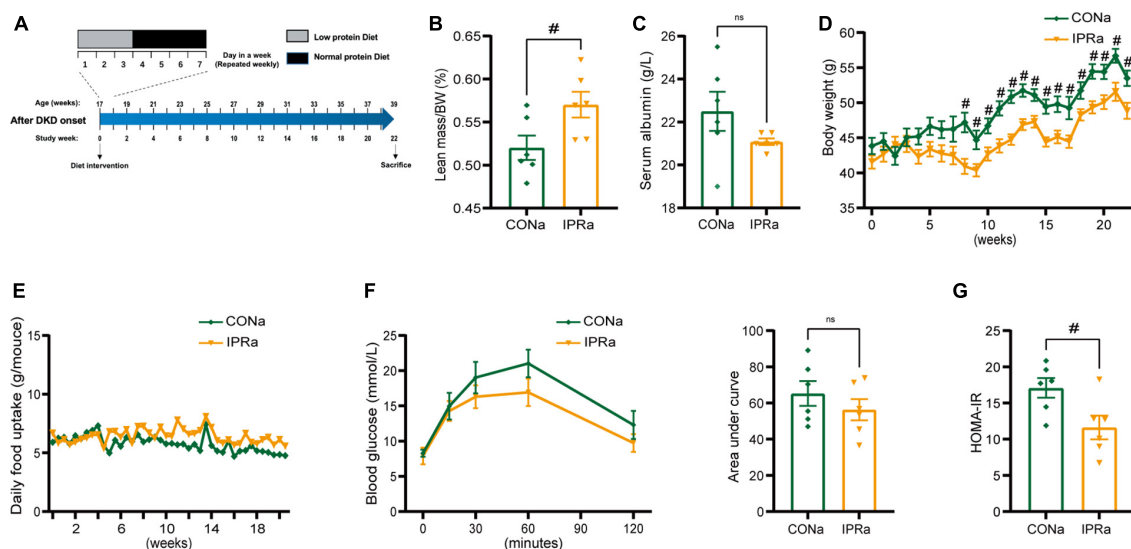 A
Low protein Diet
Normal protein Diet
1 2 3 4 5 6 7
Day in a week
(Repeated weekly)
Age (weeks):
17 19 21 23 25 27 29 31 33 35 37 39
After DKD onset
Study week:
0 2 4 6 8 10 12 14 16 18 20 22
Diet intervention
Sacrifice
B
Lean mass/BW (%)
0.65
0.60
0.55
0.50
0.45
#
CONa IPRa
C
Serum albumin (g/L)
26
24
22
20
18
ns
CONa IPRa
D
CONa
IPRa
Body weight (g)
60
55
50
45
40
35
# # # # # # # # # # # # # # #
0 5 10 15 20
(weeks)
E
CONa
IPRa
Daily food uptake (g/mouce)
15
10
5
0
2 6 10 14 18
(weeks)
F
CONa
IPRa
Blood glucose (mmol/L)
25
20
15
10
5
0
0 30 60 90 120
(minutes)
Area under curve
100
80
60
40
20
0
ns
CONa IPRa
G
HOMA-IR
25
20
15
10
5
0
#
CONa IPRa